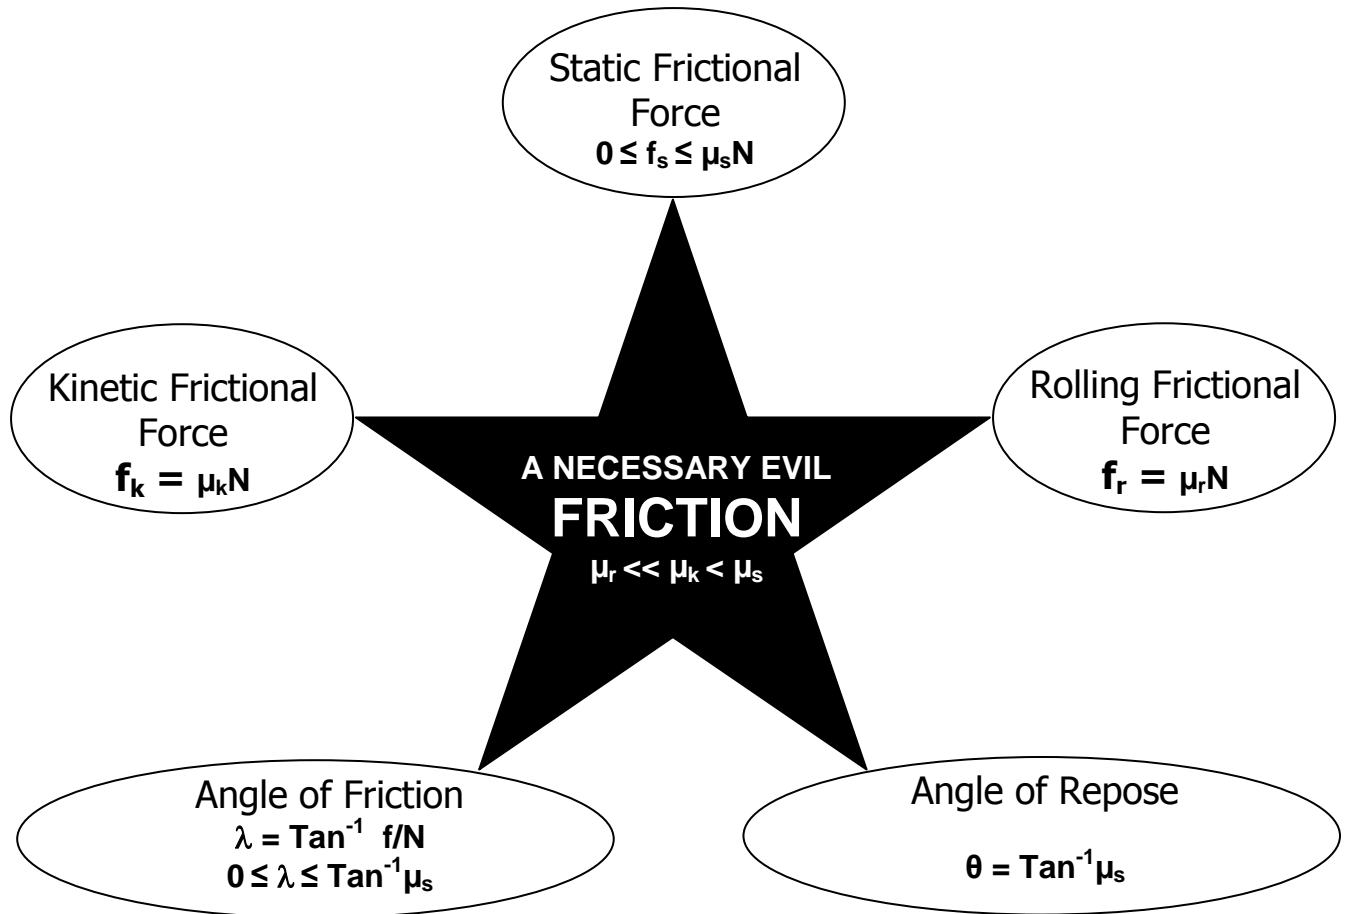 Static Frictional
Force
0 ≤ fₛ ≤ μₛN
Kinetic Frictional
Force
fₖ = μₖN
Rolling Frictional
Force
fᵣ = μᵣN
A NECESSARY EVIL
FRICTION
μᵣ << μₖ < μₛ
Angle of Friction
λ = Tan⁻¹ f/N
0 ≤ λ ≤ Tan⁻¹μₛ
Angle of Repose
θ = Tan⁻¹μₛ